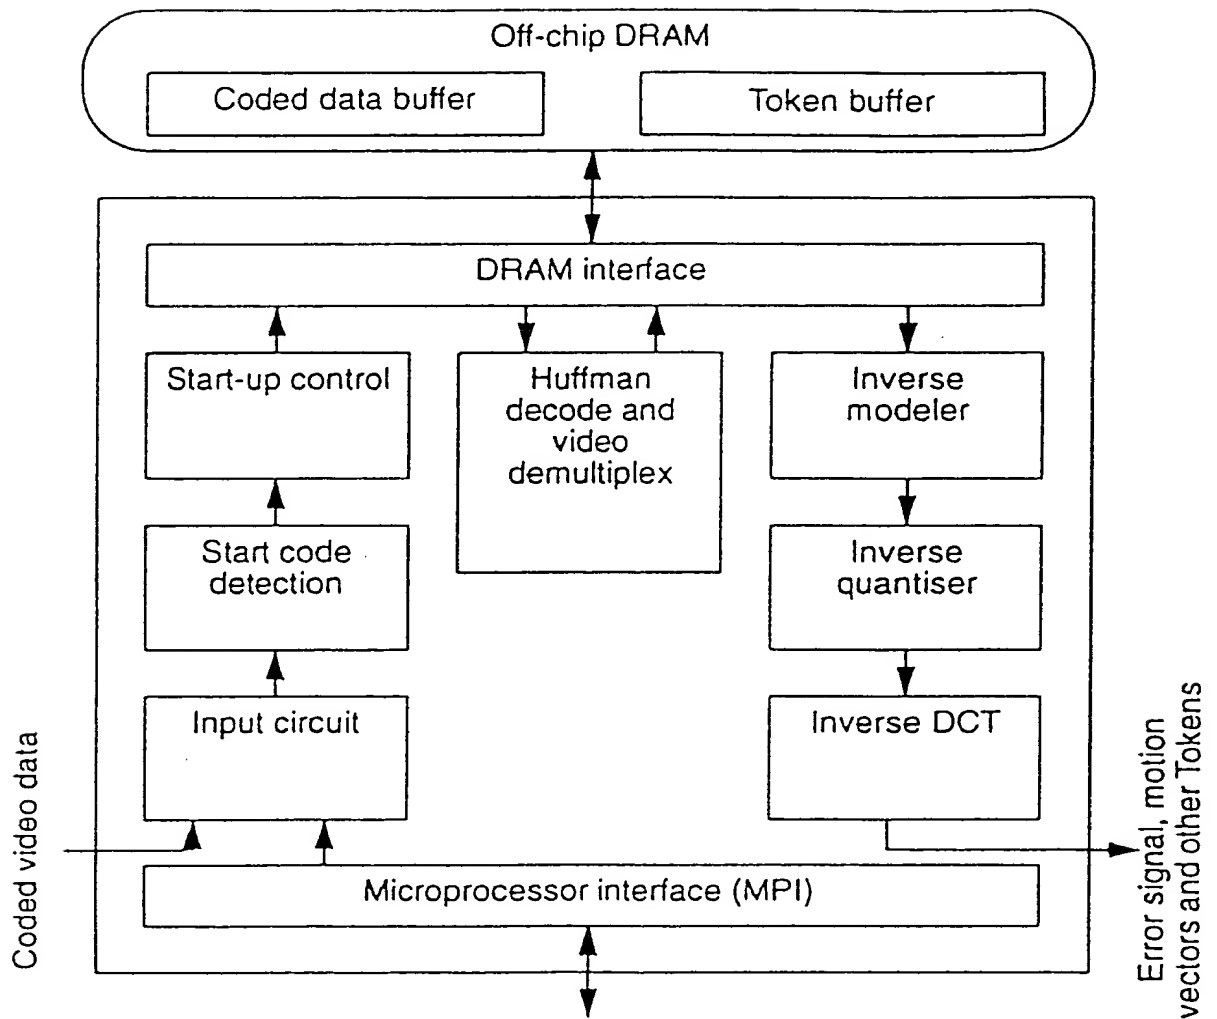 Off-chip DRAM
Coded data buffer
Token buffer
DRAM interface
Start-up control
Huffman
decode and
video
demultiplex
Inverse
modeler
Start code
detection
Inverse
quantiser
Input circuit
Inverse DCT
Coded video data
Error signal, motion
vectors and other Tokens
Microprocessor interface (MPI)